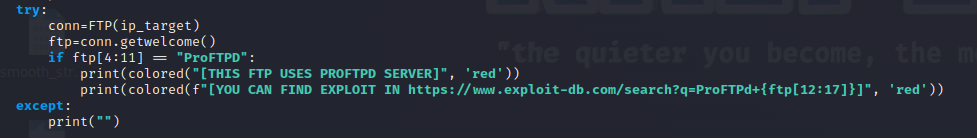 try:
    conn=FTP(ip_target)
    ftp=conn.getwelcome()
    if ftp[4:11] == "ProFTPD":
        print(colored("[THIS FTP USES PROFTPD SERVER]", 'red'))
        print(colored(f"[YOU CAN FIND EXPLOIT IN https://www.exploit-db.com/search?q=ProFTPd+{ftp[12:17]}]", 'red'))
except:
    print("")
"the quieter you become, the m